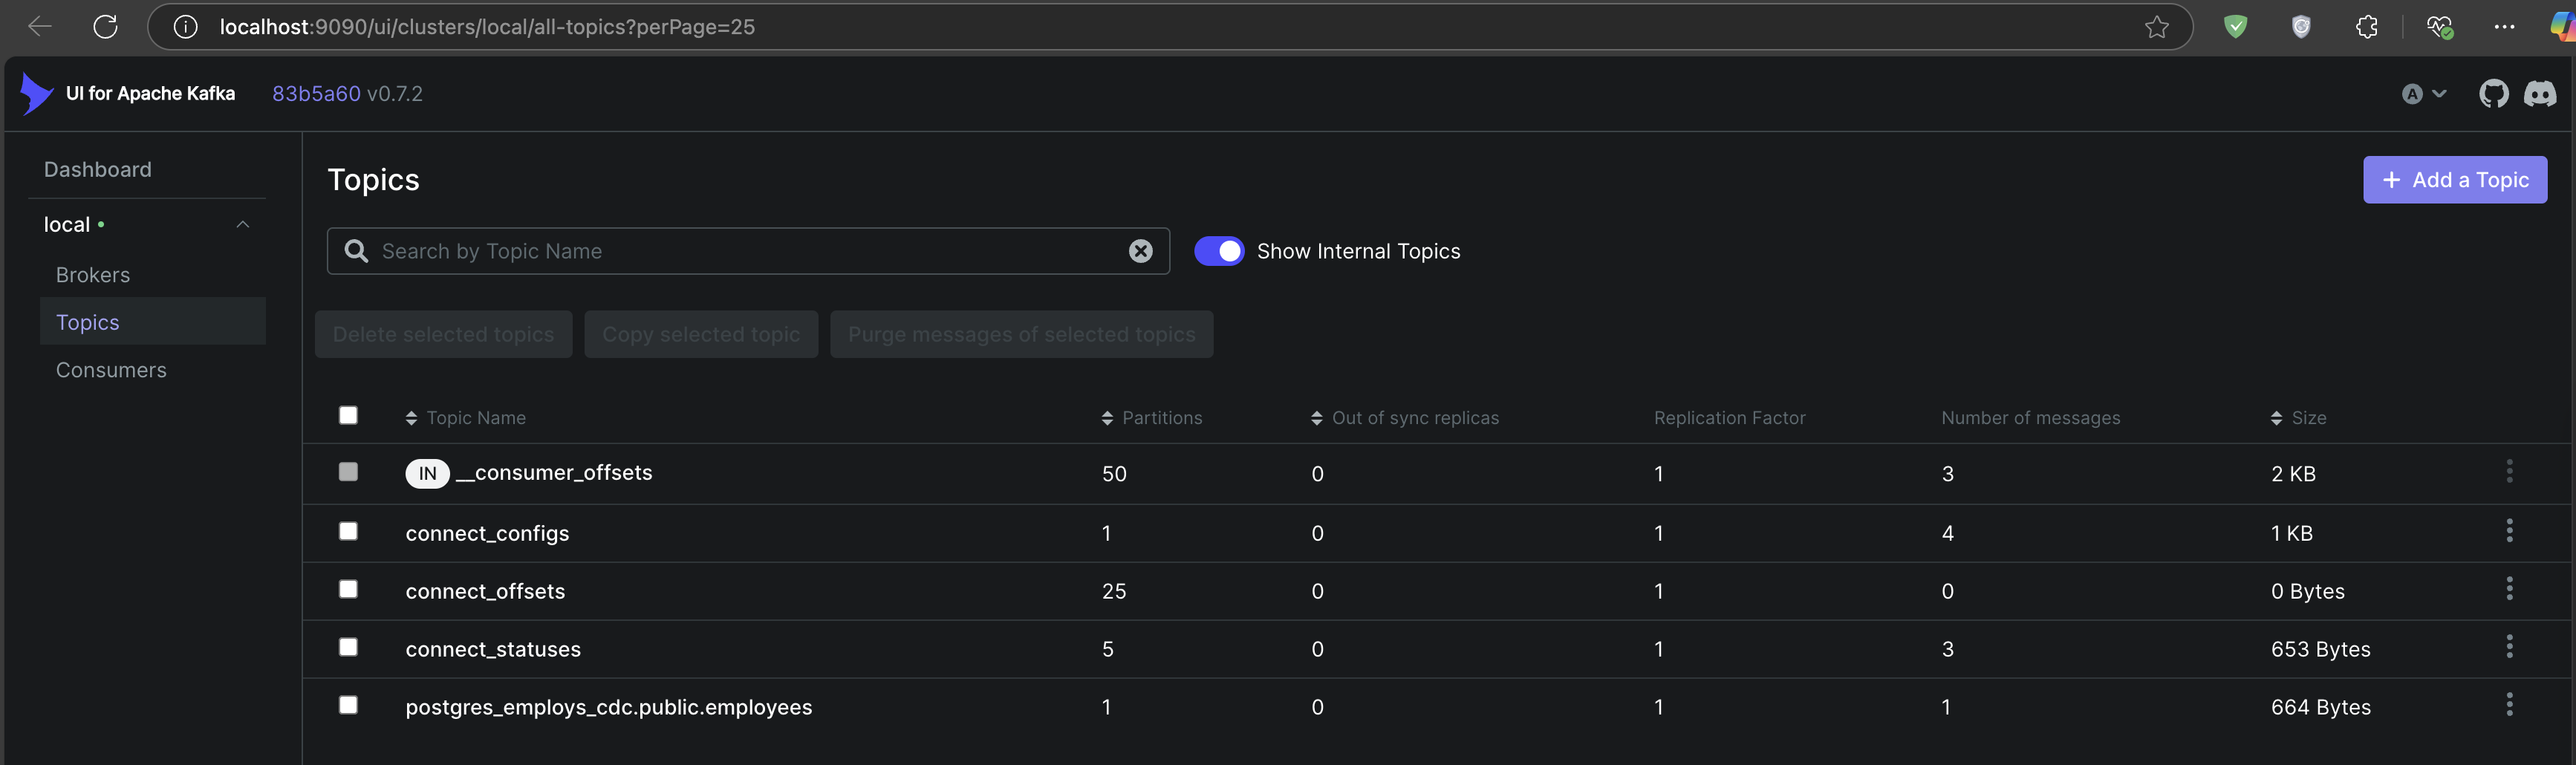 localhost:9090/ui/clusters/local/all-topics?perPage=25
UI for Apache Kafka 83b5a60 v0.7.2
A
Dashboard
local
Brokers
Topics
Consumers
Topics
+ Add a Topic
Search by Topic Name
Show Internal Topics
Delete selected topics Copy selected topic Purge messages of selected topics
Topic Name Partitions Out of sync replicas Replication Factor Number of messages Size
IN __consumer_offsets 50 0 1 3 2 KB
connect_configs 1 0 1 4 1 KB
connect_offsets 25 0 1 0 0 Bytes
connect_statuses 5 0 1 3 653 Bytes
postgres_employs_cdc.public.employees 1 0 1 1 664 Bytes